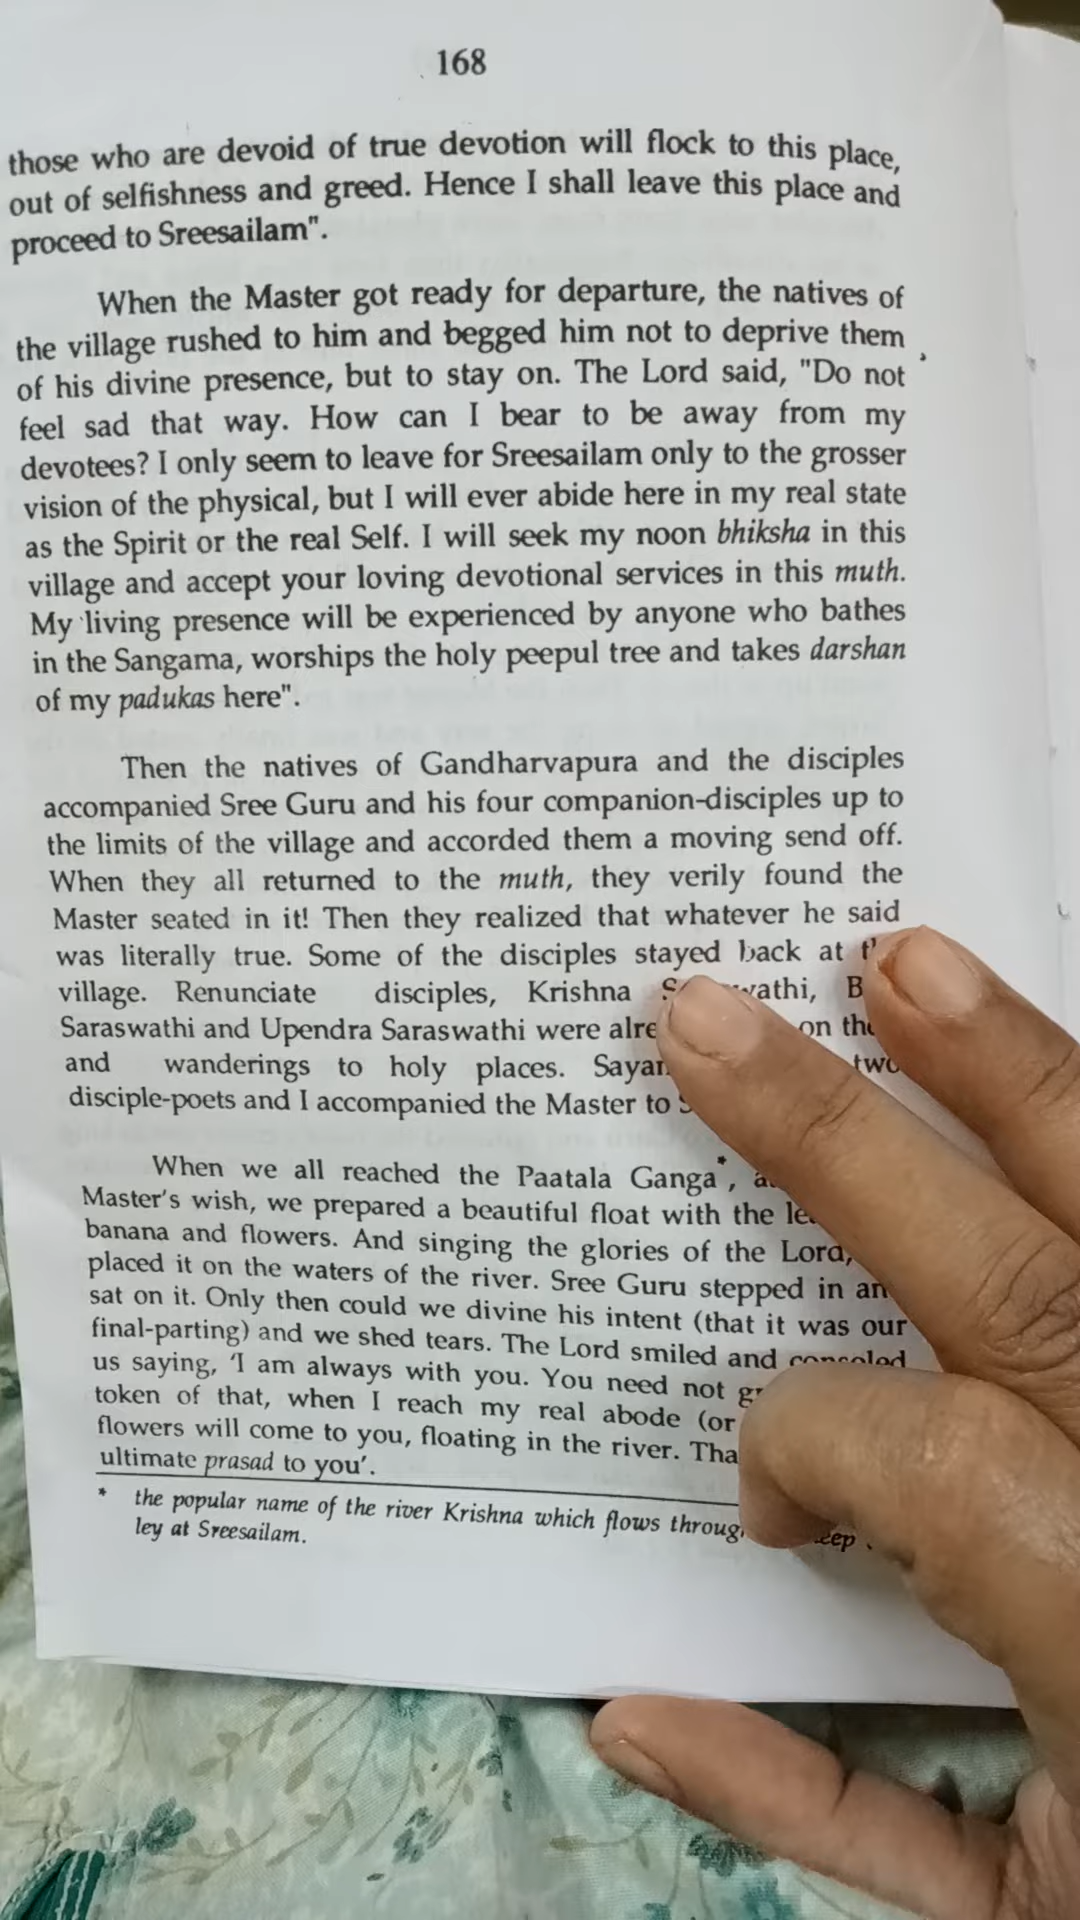 168
those who are devoid of true devotion will flock to this place,
out of selfishness and greed. Hence I shall leave this place and
proceed to Sreesailam".
When the Master got ready for departure, the natives of
the village rushed to him and begged him not to deprive them
of his divine presence, but to stay on. The Lord said, "Do not
feel sad that way. How can I bear to be away from my
devotees? I only seem to leave for Sreesailam only to the grosser
vision of the physical, but I will ever abide here in my real state
as the Spirit or the real Self. I will seek my noon bhiksha in this
village and accept your loving devotional services in this muth.
My living presence will be experienced by anyone who bathes
in the Sangama, worships the holy peepul tree and takes darshan
of my padukas here".
Then the natives of Gandharvapura and the disciples
accompanied Sree Guru and his four companion-disciples up to
the limits of the village and accorded them a moving send off.
When they all returned to the muth, they verily found the
Master seated in it! Then they realized that whatever he said
was literally true. Some of the disciples stayed back at
village. Renunciate disciples, Krishna
Saraswathi and Upendra Saraswathi were on
and wanderings to holy places. two
disciple-poets and I accompanied the Master to
When we all reached the Paatala Ganga*,
Master's wish, we prepared a beautiful float with the
banana and flowers. And singing the glories of the Lord,
placed it on the waters of the river. Sree Guru stepped in
sat on it. Only then could we divine his intent (that it was our
final-parting) and we shed tears. The Lord smiled and consoled
us saying, 'I am always with you. You need not
token of that, when I reach my real abode (or
flowers will come to you, floating in the river.
ultimate prasad to you'.
* the popular name of the river Krishna which flows
ley at Sreesailam.